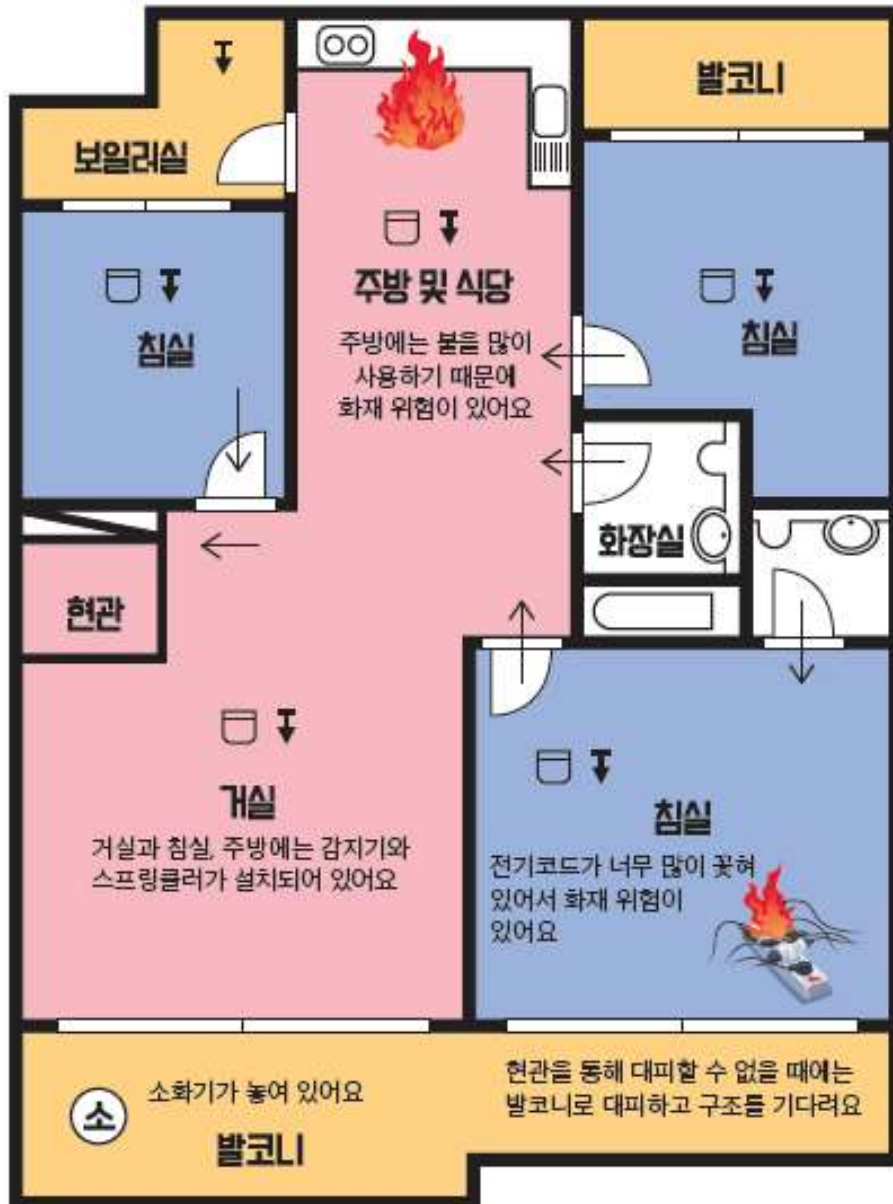 발코니
보일러실
주방 및 식당
주방에는 불을 많이
사용하기 때문에
화재 위험이 있어요
침실
침실
화장실
현관
거실
거실과 침실, 주방에는 감지기와
스프링클러가 설치되어 있어요
침실
전기코드가 너무 많이 꽂혀
있어서 화재 위험이
있어요
소
소화기가 놓여 있어요
발코니
현관을 통해 대피할 수 없을 때에는
발코니로 대피하고 구조를 기다려요